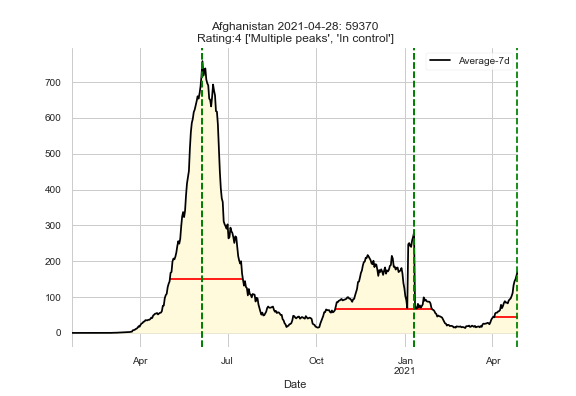 Afghanistan 2021-04-28: 59370
Rating:4 ['Multiple peaks', 'In control']
Average-7d
700
600
500
400
300
200
100
0
Apr
Jul
Oct
Jan
2021
Apr
Date